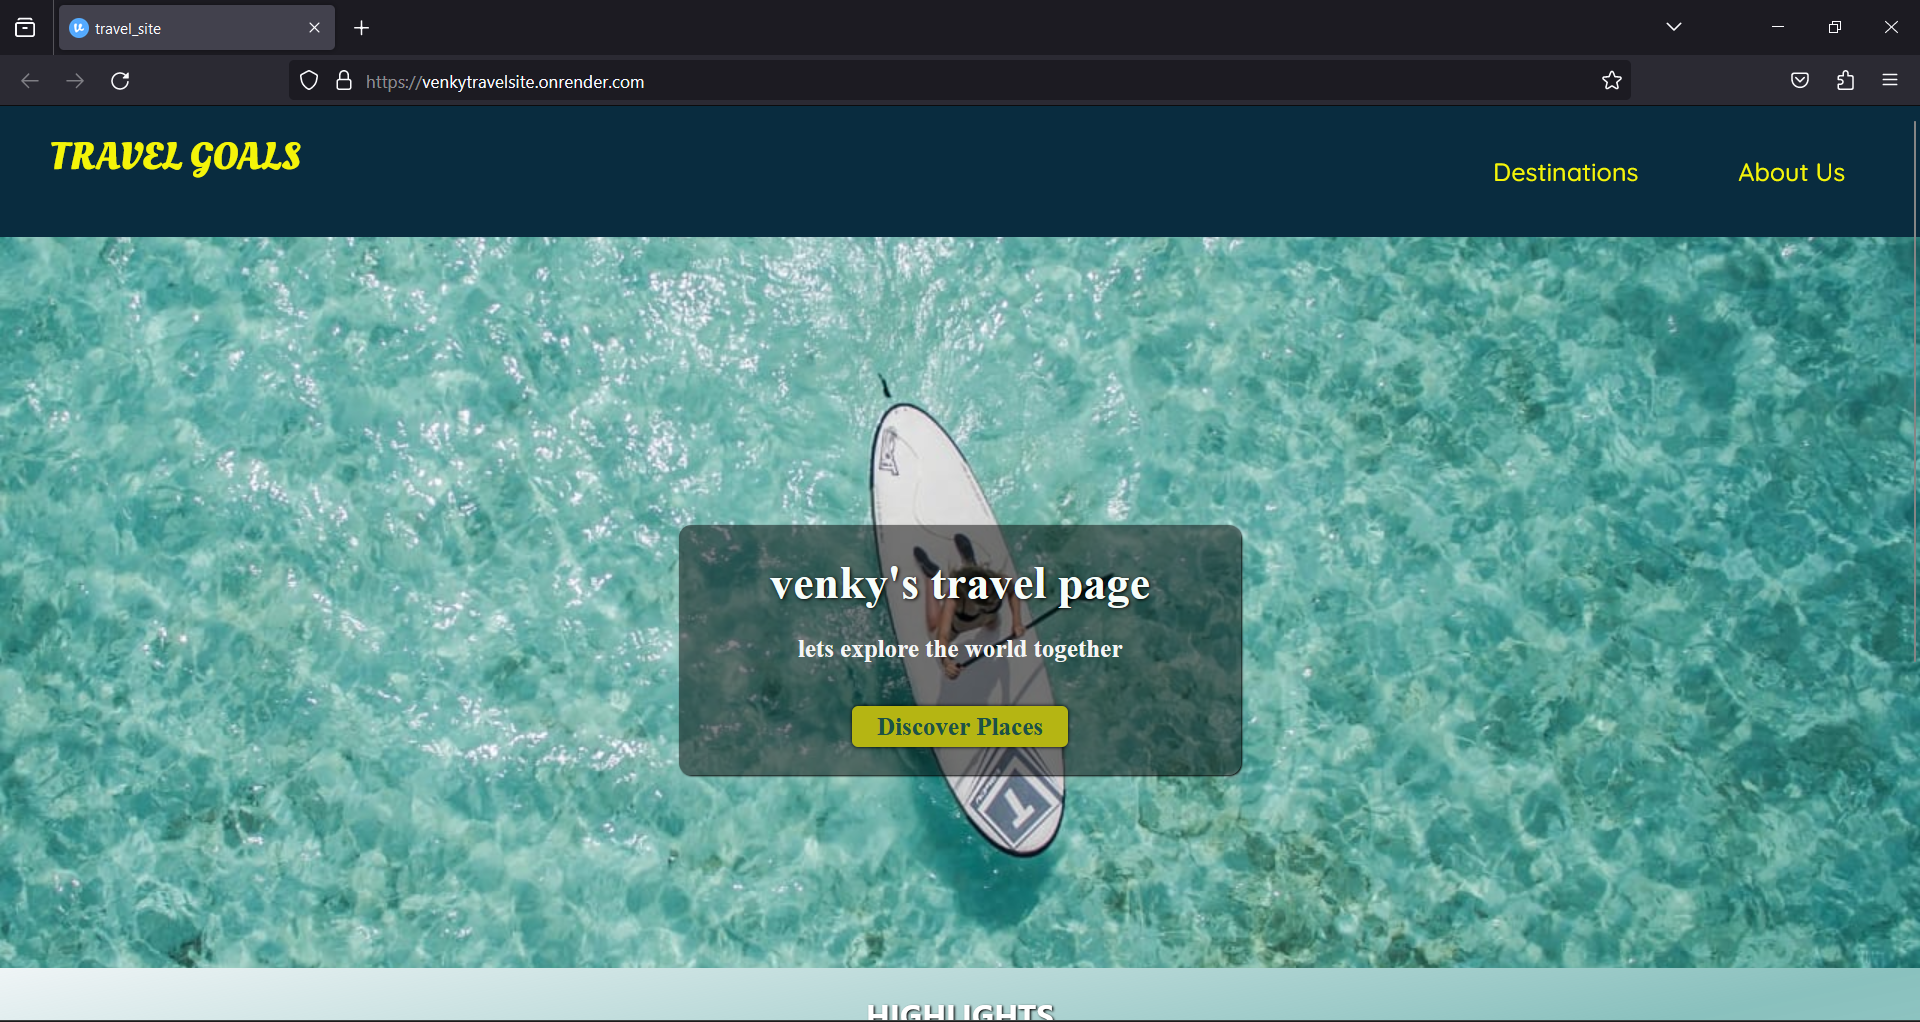 travel_site
https://venkytravelsite.onrender.com
TRAVEL GOALS
Destinations
About Us
venky's travel page
lets explore the world together
Discover Places
HIGHLIGHTS